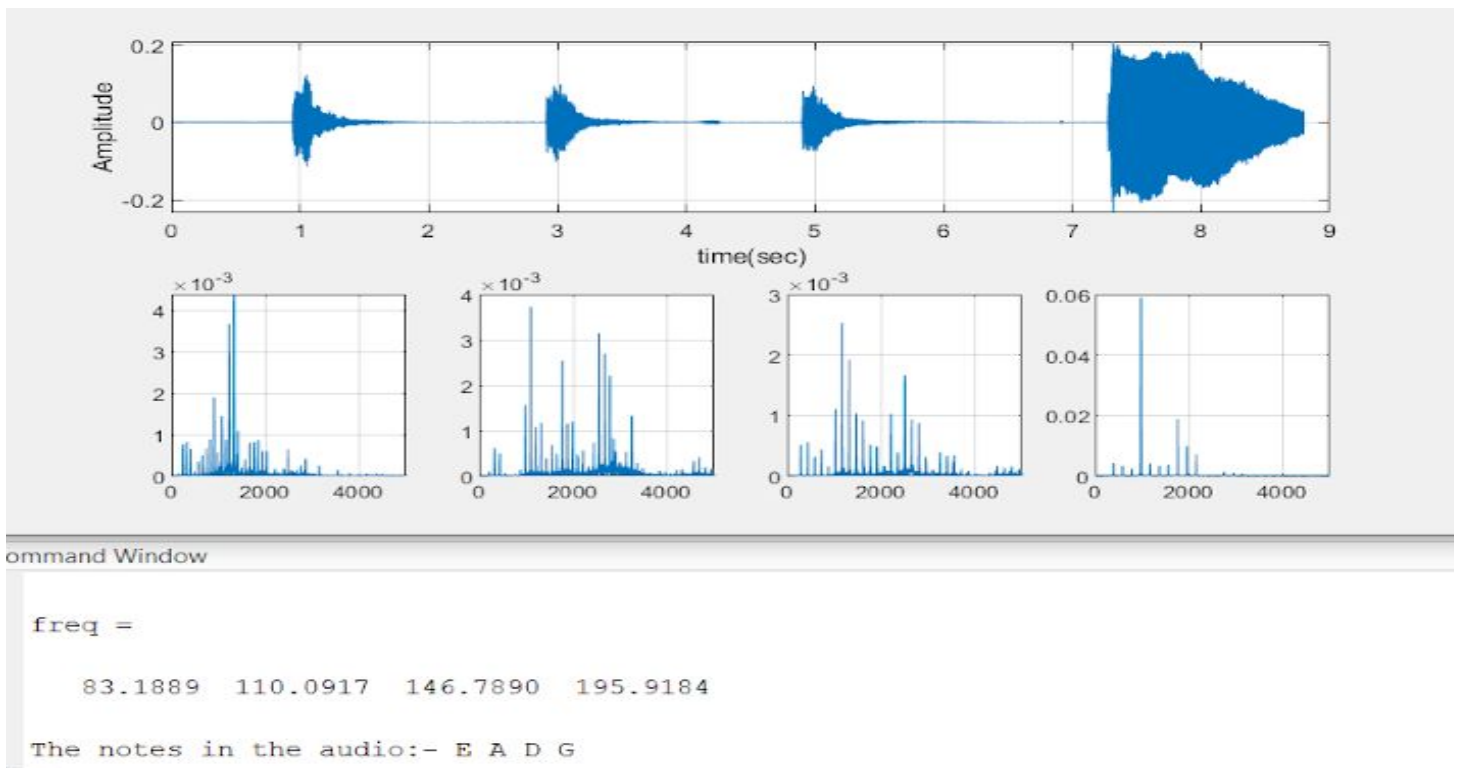 0.2
0
-0.2
Amplitude
0 1 2 3 4 5 6 7 8 9
time(sec)
×10-3
4
3
2
1
0
0 2000 4000
×10-3
4
3
2
1
0
0 2000 4000
×10-3
3
2
1
0
0 2000 4000
0.06
0.04
0.02
0
0 2000 4000
ommand Window
freq =
83.1889 110.0917 146.7890 195.9184
The notes in the audio:- E A D G